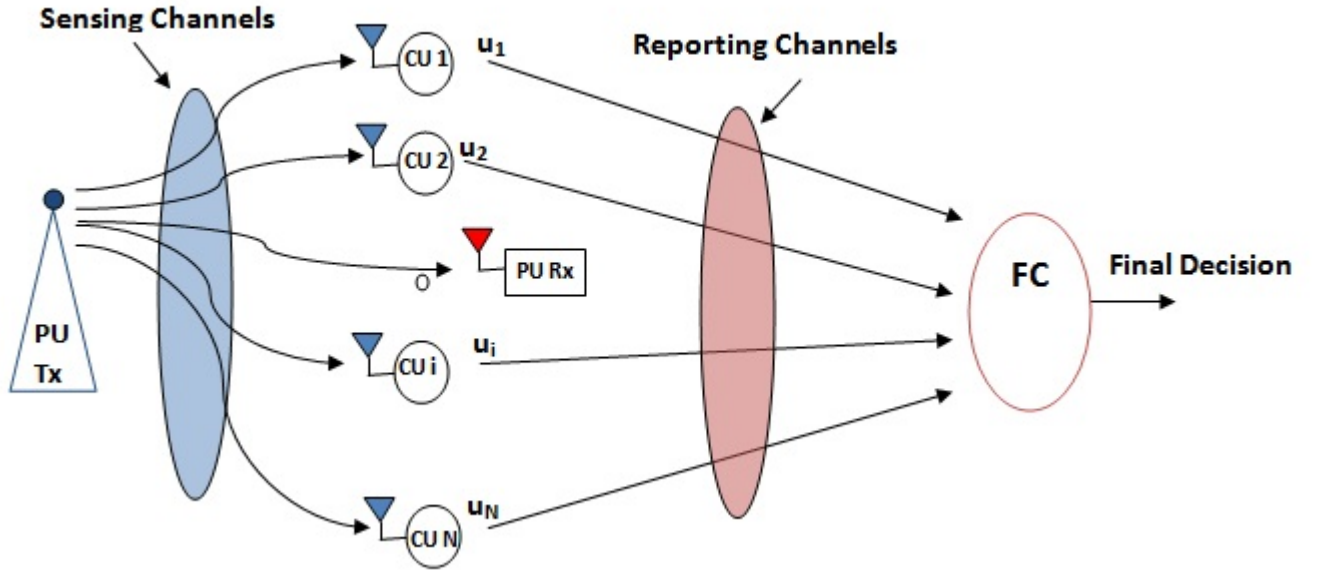 Sensing Channels
Reporting Channels
CU 1
u1
CU 2
u2
PU Rx
O
FC
Final Decision
PU
Tx
CU i
ui
CU N
uN